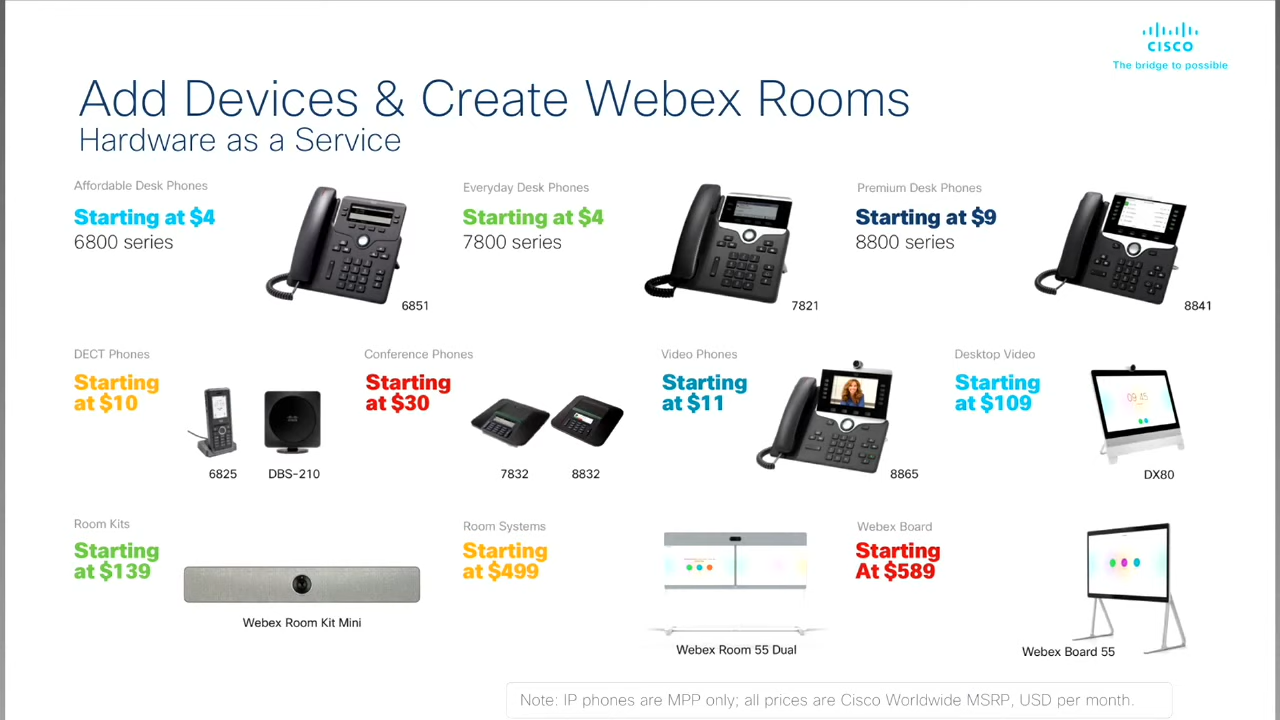 CISCO
The bridge to possible
Add Devices & Create Webex Rooms
Hardware as a Service
Affordable Desk Phones
Starting at $4
6800 series
6851
Everyday Desk Phones
Starting at $4
7800 series
7821
Premium Desk Phones
Starting at $9
8800 series
8841
DECT Phones
Starting
at $10
6825
DBS-210
Conference Phones
Starting
at $30
7832
8832
Video Phones
Starting
at $11
8865
Desktop Video
Starting
at $109
09:45
DX80
Room Kits
Starting
at $139
Webex Room Kit Mini
Room Systems
Starting
at $499
Webex Room 55 Dual
Webex Board
Starting
At $589
Webex Board 55
Note: IP phones are MPP only; all prices are Cisco Worldwide MSRP, USD per month.